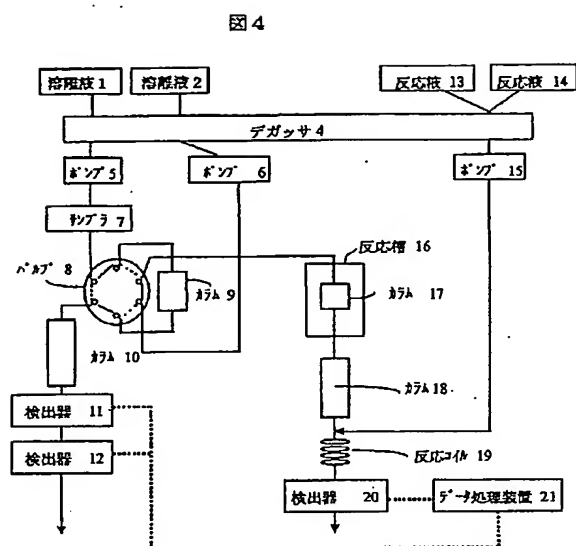 図4
溶離液 1
溶離液 2
反応液 13
反応液 14
デガッサ 4
ポンプ 5
ポンプ 6
ポンプ 15
サンプラ 7
バルブ 8
カラム 9
反応槽 16
カラム 17
カラム 10
カラム 18
検出器 11
反応コイル 19
検出器 12
検出器 20
データ処理装置 21